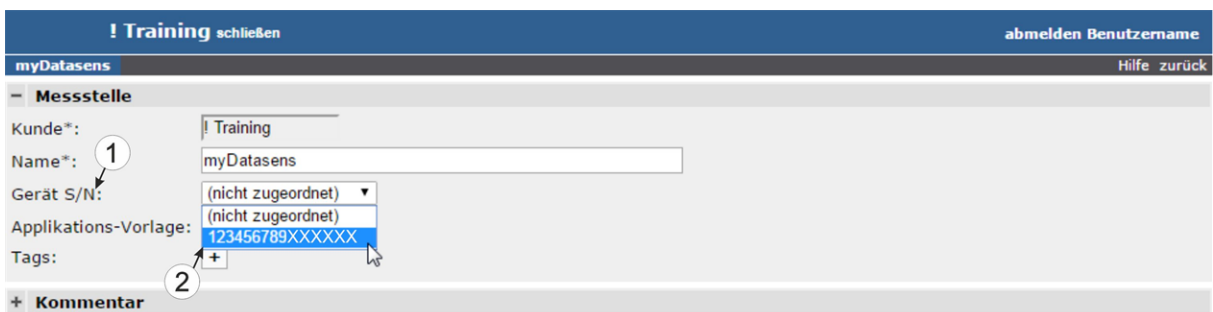 ! Training schließen abmelden Benutzername
myDatasens Hilfe zurück
− Messstelle
Kunde*: ! Training
Name*: myDatasens
1
Gerät S/N: (nicht zugeordnet) ▼
(nicht zugeordnet)
Applikations-Vorlage:
123456789XXXXXX
Tags: +
2
+ Kommentar